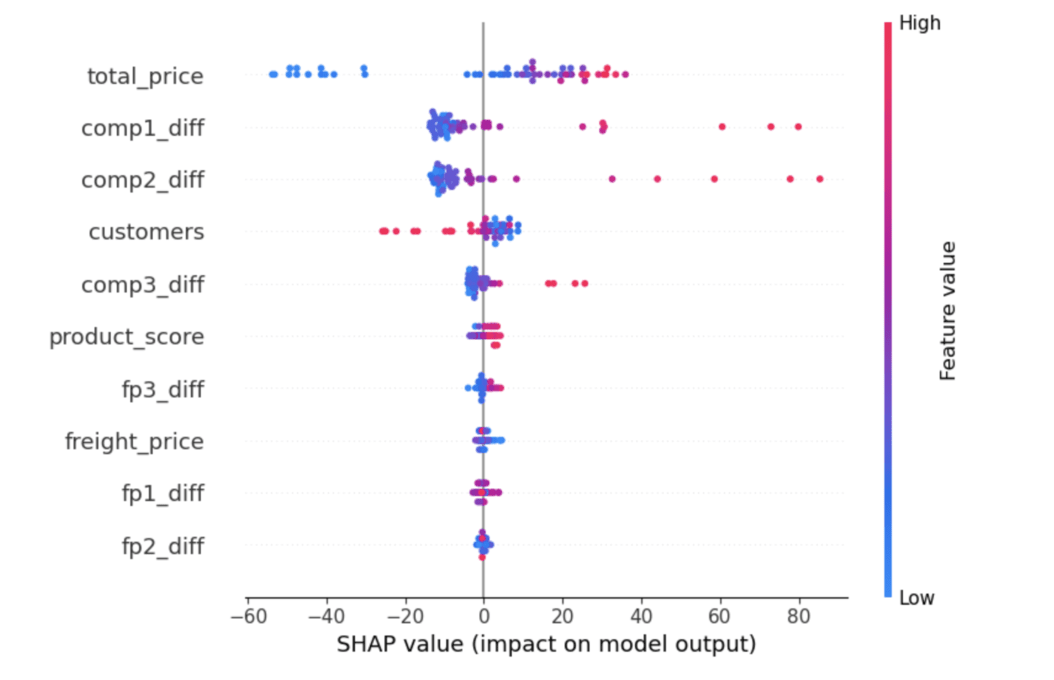 High
total_price
comp1_diff
comp2_diff
customers
comp3_diff
product_score
fp3_diff
freight_price
fp1_diff
fp2_diff
Feature value
Low
−60 −40 −20 0 20 40 60 80
SHAP value (impact on model output)